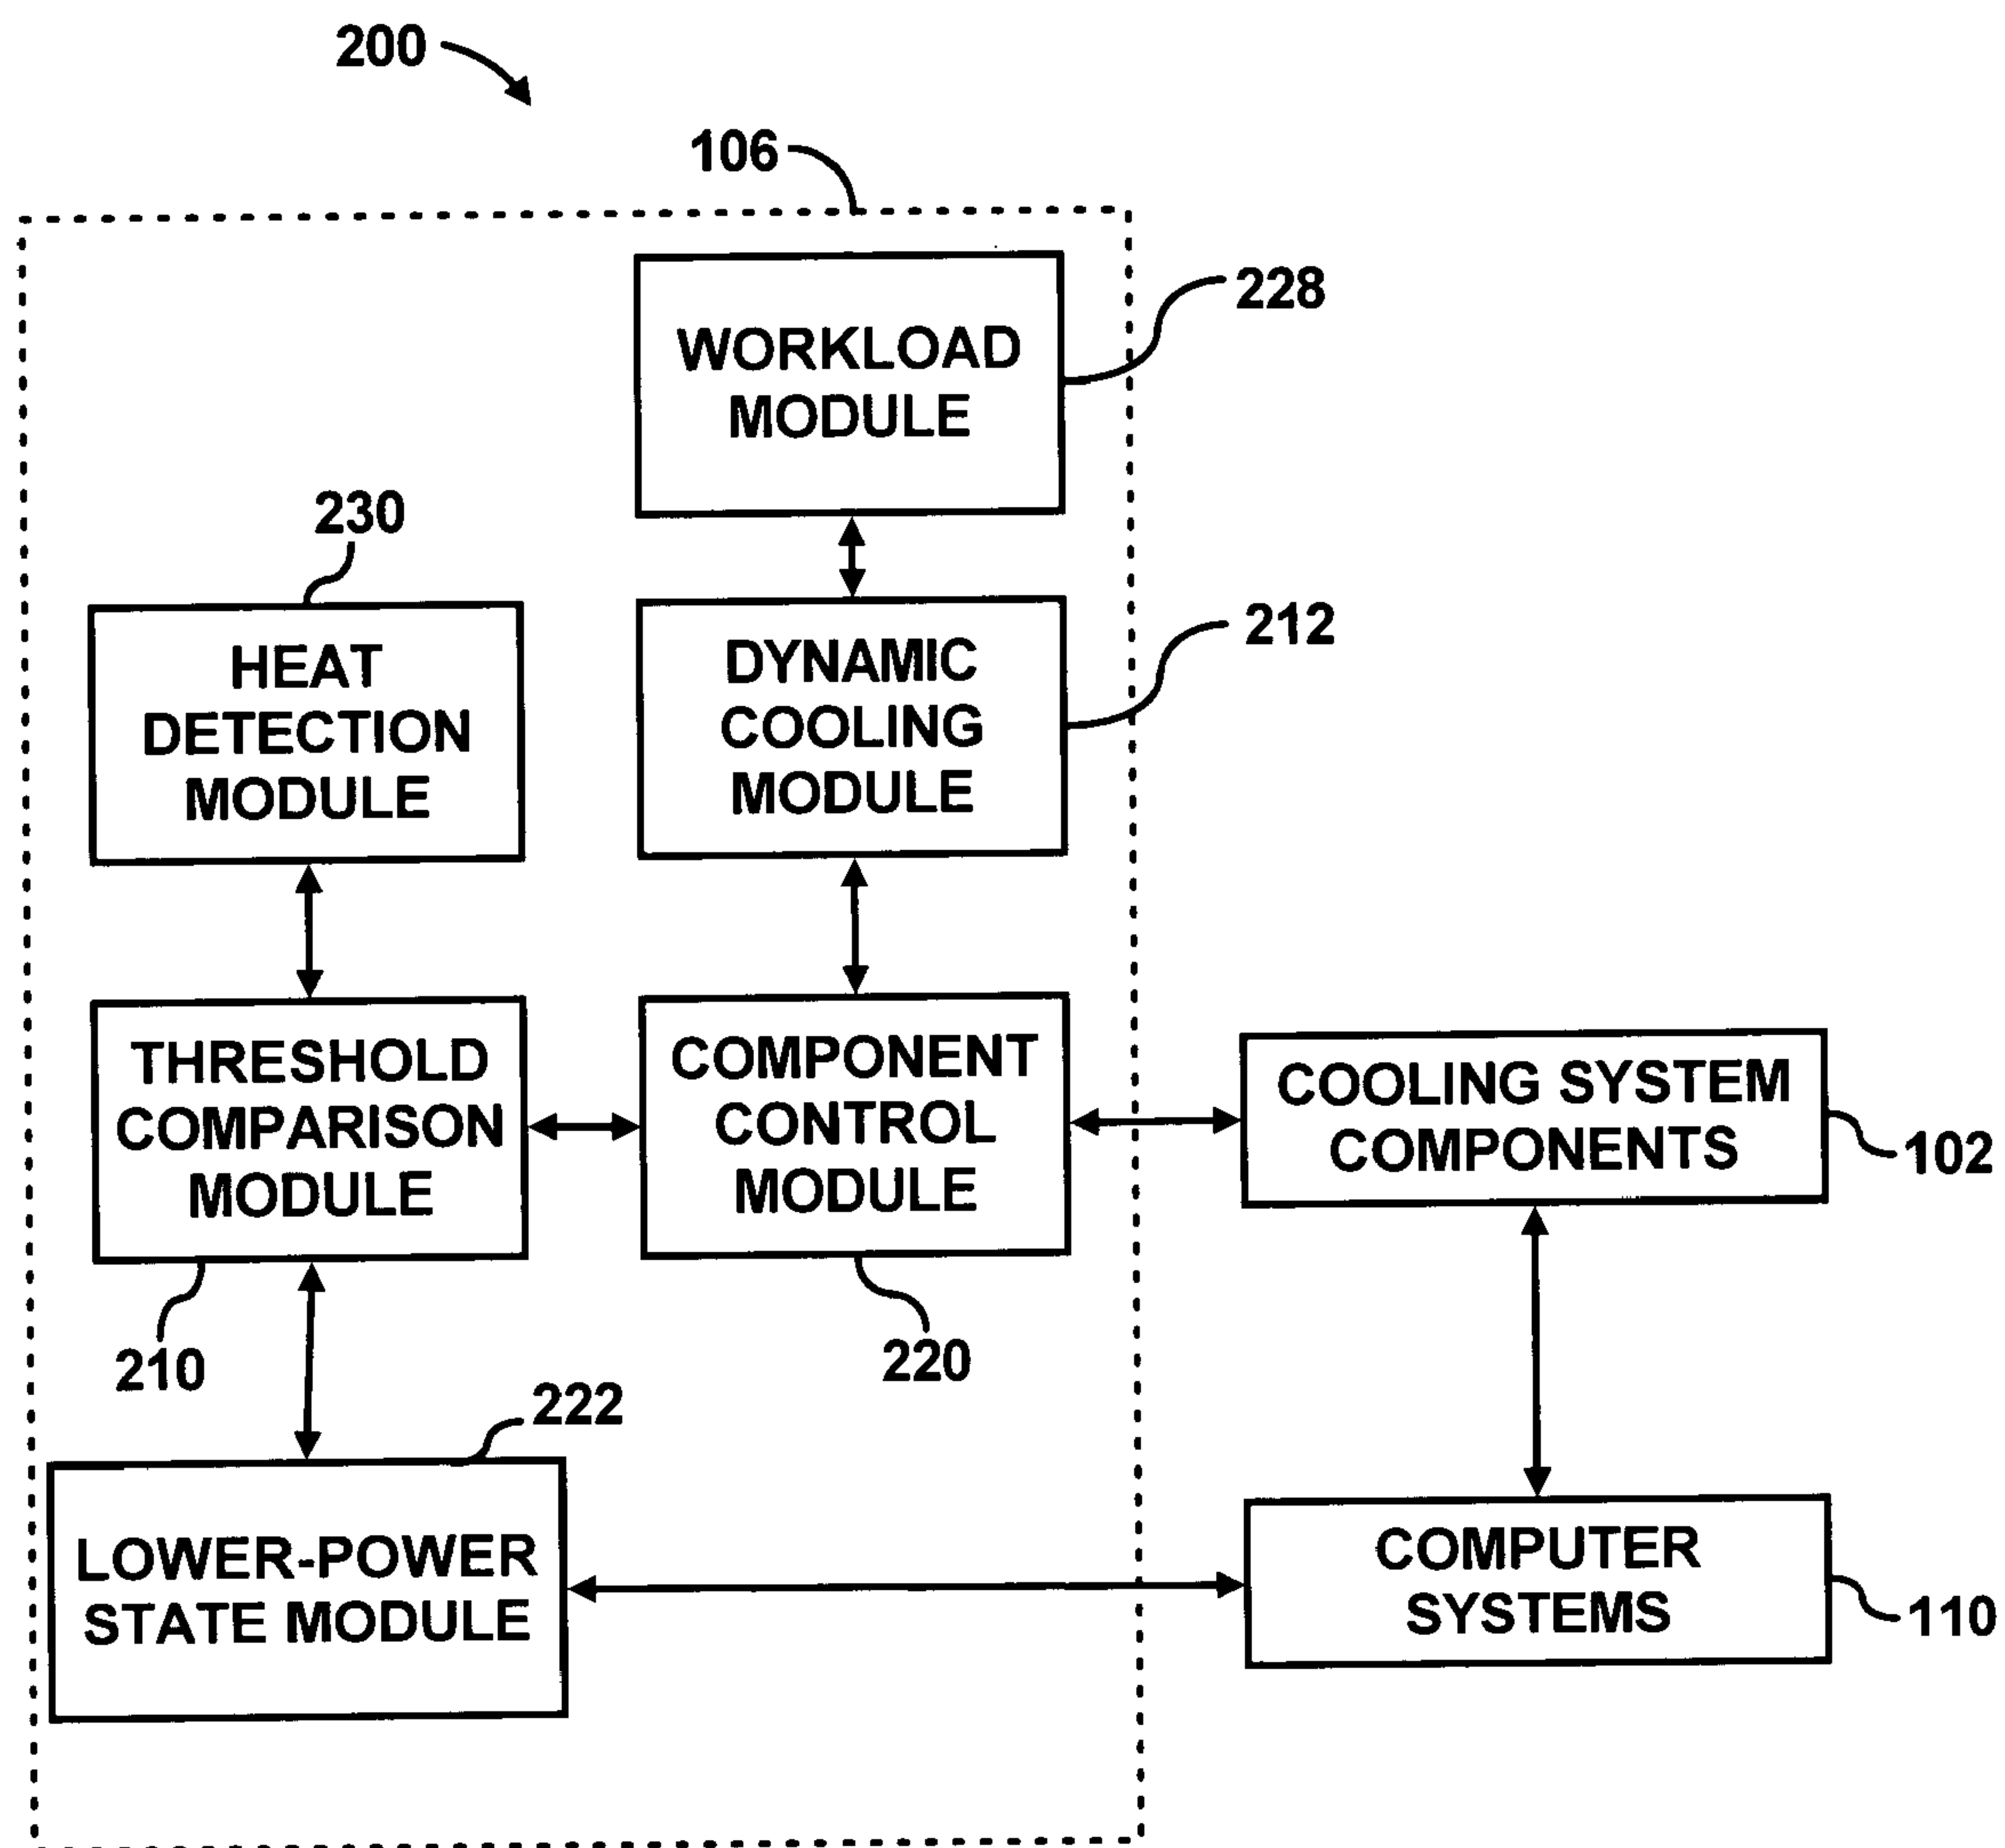 200
106
WORKLOAD
MODULE
228
230
HEAT
DETECTION
MODULE
DYNAMIC
COOLING
MODULE
212
THRESHOLD
COMPARISON
MODULE
COMPONENT
CONTROL
MODULE
COOLING SYSTEM
COMPONENTS
102
210
220
222
LOWER-POWER
STATE MODULE
COMPUTER
SYSTEMS
110